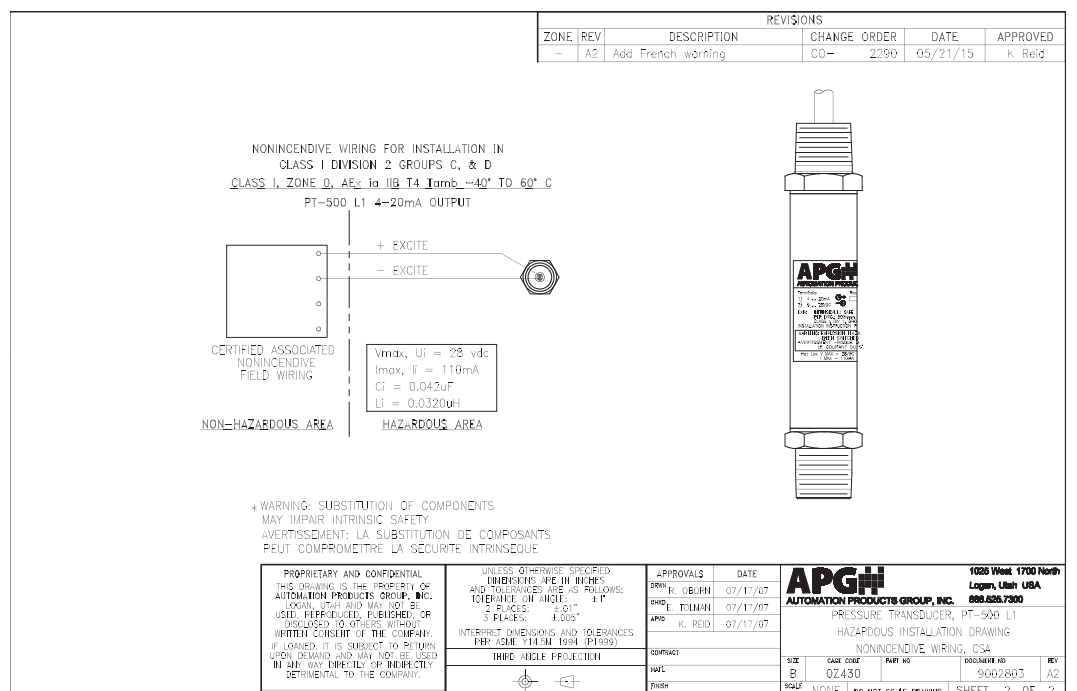 REVISIONS
ZONE REV DESCRIPTION CHANGE ORDER DATE APPROVED
- A2 Add French warning CO- 2290 05/21/15 K Reid
NONINCENDIVE WIRING FOR INSTALLATION IN
CLASS I DIVISION 2 GROUPS C, & D
CLASS I, ZONE 0, AEx ia IIB T4 Tamb -40° TO 60° C
PT-500 L1 4-20mA OUTPUT
+ EXCITE
- EXCITE
CERTIFIED ASSOCIATED
NONINCENDIVE
FIELD WIRING
Vmax, Ui = 28 vdc
Imax, Ii = 110mA
Ci = 0.042uF
Li = 0.0320uH
NON-HAZARDOUS AREA
HAZARDOUS AREA
APG
AUTOMATION PRODUC
*WARNING: SUBSTITUTION OF COMPONENTS
MAY IMPAIR INTRINSIC SAFETY
AVERTISSEMENT: LA SUBSTITUTION DE COMPOSANTS
PEUT COMPROMETTRE LA SECURITE INTRINSEQUE
PROPRIETARY AND CONFIDENTIAL
THIS DRAWING IS THE PROPERTY OF
AUTOMATION PRODUCTS GROUP, INC.
LOGAN, UTAH AND MAY NOT BE
USED, REPRODUCED, PUBLISHED, OR
DISCLOSED TO OTHERS WITHOUT
WRITTEN CONSENT OF THE COMPANY.
IF LOANED, IT IS SUBJECT TO RETURN
UPON DEMAND AND MAY NOT BE USED
IN ANY WAY DIRECTLY OR INDIRECTLY
DETRIMENTAL TO THE COMPANY.
UNLESS OTHERWISE SPECIFIED
DIMENSIONS ARE IN INCHES
AND TOLERANCES ARE AS FOLLOWS:
TOLERANCE ON ANGLE: ±1°
2 PLACES: ±.01"
3 PLACES: ±.005"
INTERPRET DIMENSIONS AND TOLERANCES
PER ASME Y14.5M 1994 (R1999)
THIRD ANGLE PROJECTION
APPROVALS DATE
DRWN R. OBORN 07/17/07
CHKD E. TOLMAN 07/17/07
APVD K. REID 07/17/07
CONTRACT
MAT'L
FINISH
APG
AUTOMATION PRODUCTS GROUP, INC.
1025 West 1700 North
Logan, Utah USA
888.525.7300
PRESSURE TRANSDUCER, PT-500 L1
HAZARDOUS INSTALLATION DRAWING
NONINCENDIVE WIRING, CSA
SIZE CAGE CODE PART NO DOCUMENT NO REV
B 0Z430 9002803 A2
SCALE NONE DO NOT SCALE DRAWING SHEET 2 OF 2